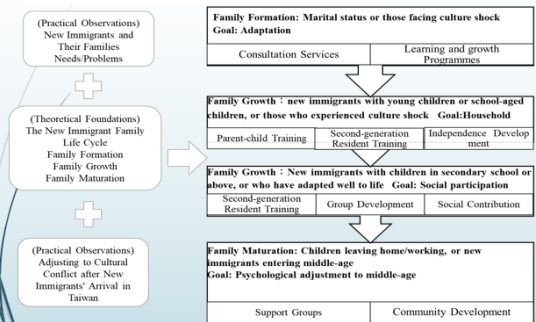 (Practical Observations)
New Immigrants and
Their Families
Needs/Problems
(Theoretical Foundations)
The New Immigrant Family
Life Cycle
Family Formation
Family Growth
Family Maturation
(Practical Observations)
Adjusting to Cultural
Conflict after New
Immigrants' Arrival in
Taiwan
Family Formation: Marital status or those facing culture shock
Goal: Adaptation
Consultation Services
Learning and growth
Programmes
Family Growth：new immigrants with young children or school-aged
children, or those who experienced culture shock Goal:Household
Parent-child Training
Second-generation
Resident Training
Independence Develop
ment
Family Growth：New immigrants with children in secondary school or
above, or who have adapted well to life Goal: Social participation
Second-generation
Resident Training
Group Development
Social Contribution
Family Maturation: Children leaving home/working, or new
immigrants entering middle-age
Goal: Psychological adjustment to middle-age
Support Groups
Community Development